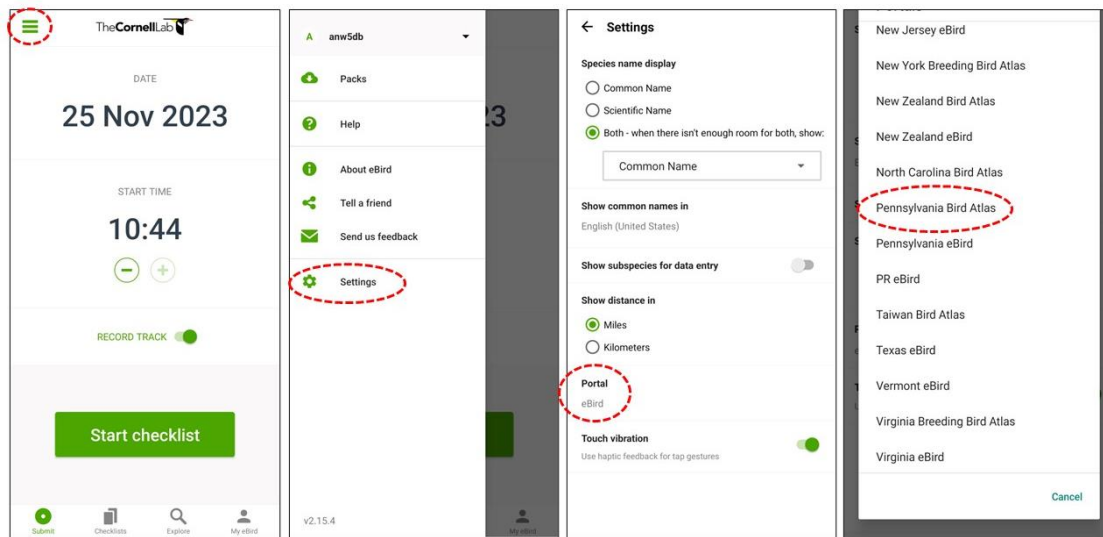 TheCornellLab
DATE
25 Nov 2023
START TIME
10:44
RECORD TRACK
Start checklist
Submit
Checklists
Explore
My eBird
A anw5db
Packs
Help
About eBird
Tell a friend
Send us feedback
Settings
v2.15.4
23
My eBird
Settings
Species name display
Common Name
Scientific Name
Both - when there isn't enough room for both, show:
Common Name
Show common names in
English (United States)
Show subspecies for data entry
Show distance in
Miles
Kilometers
Portal
eBird
Touch vibration
Use haptic feedback for tap gestures
New Jersey eBird
New York Breeding Bird Atlas
New Zealand Bird Atlas
New Zealand eBird
North Carolina Bird Atlas
Pennsylvania Bird Atlas
Pennsylvania eBird
PR eBird
Taiwan Bird Atlas
Texas eBird
Vermont eBird
Virginia Breeding Bird Atlas
Virginia eBird
Cancel